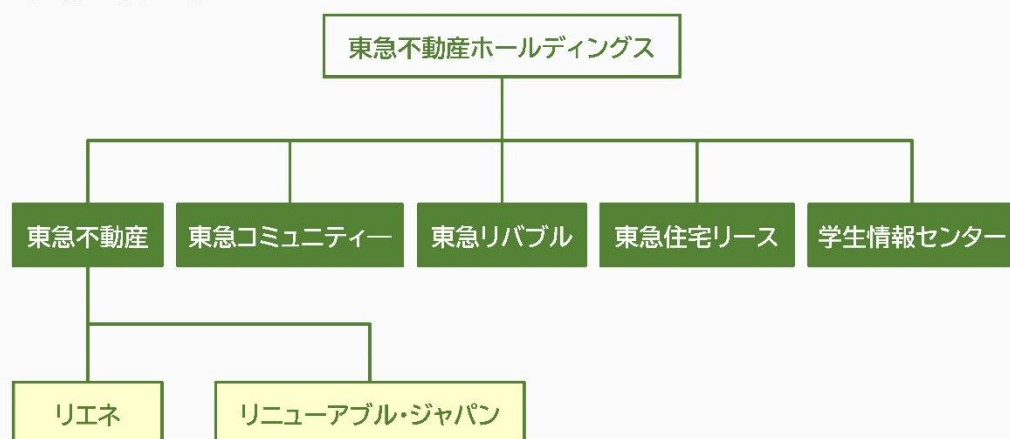 東急不動産ホールディングス
東急不動産
東急コミュニティー
東急リバブル
東急住宅リース
学生情報センター
リエネ
リニューアブル・ジャパン